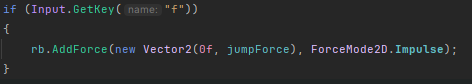 if (Input.GetKey(name: "f"))
{
    rb.AddForce(new Vector2(0f, jumpForce), ForceMode2D.Impulse);
}